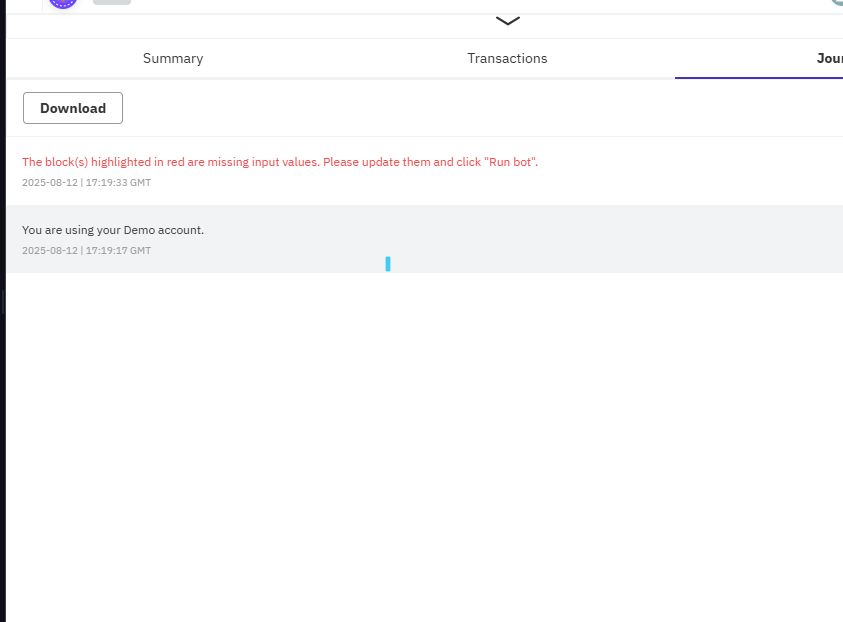 Summary
Transactions
Download
The block(s) highlighted in red are missing input values. Please update them and click "Run bot".
2025-08-12 | 17:19:33 GMT
You are using your Demo account.
2025-08-12 | 17:19:17 GMT